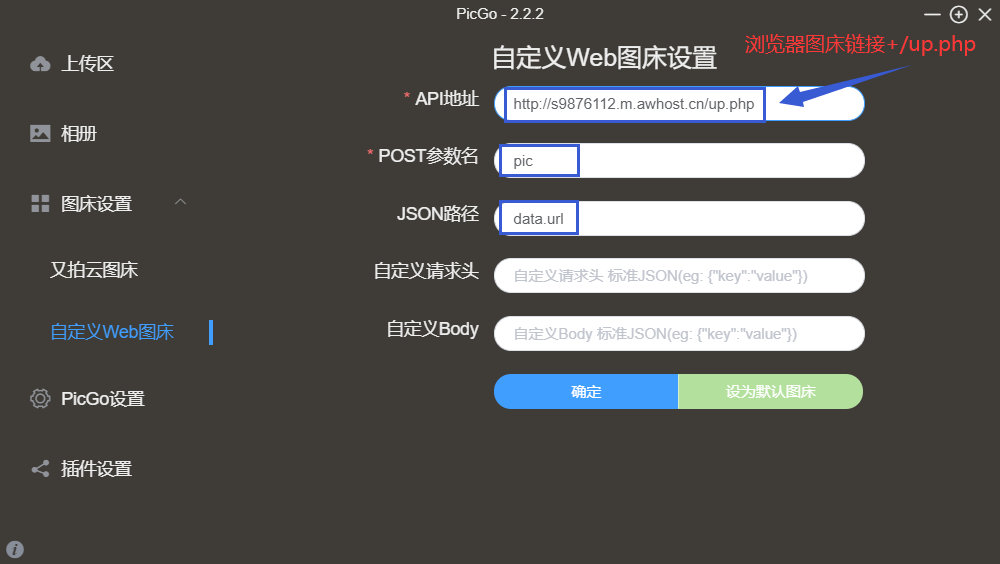 PicGo - 2.2.2
浏览器图床链接+/up.php
上传区
相册
图床设置
又拍云图床
自定义Web图床
PicGo设置
插件设置
自定义Web图床设置
* API地址 http://s9876112.m.awhost.cn/up.php
* POST参数名 pic
JSON路径 data.url
自定义请求头 自定义请求头 标准JSON(eg: {"key":"value"})
自定义Body 自定义Body 标准JSON(eg: {"key":"value"})
确定 设为默认图床